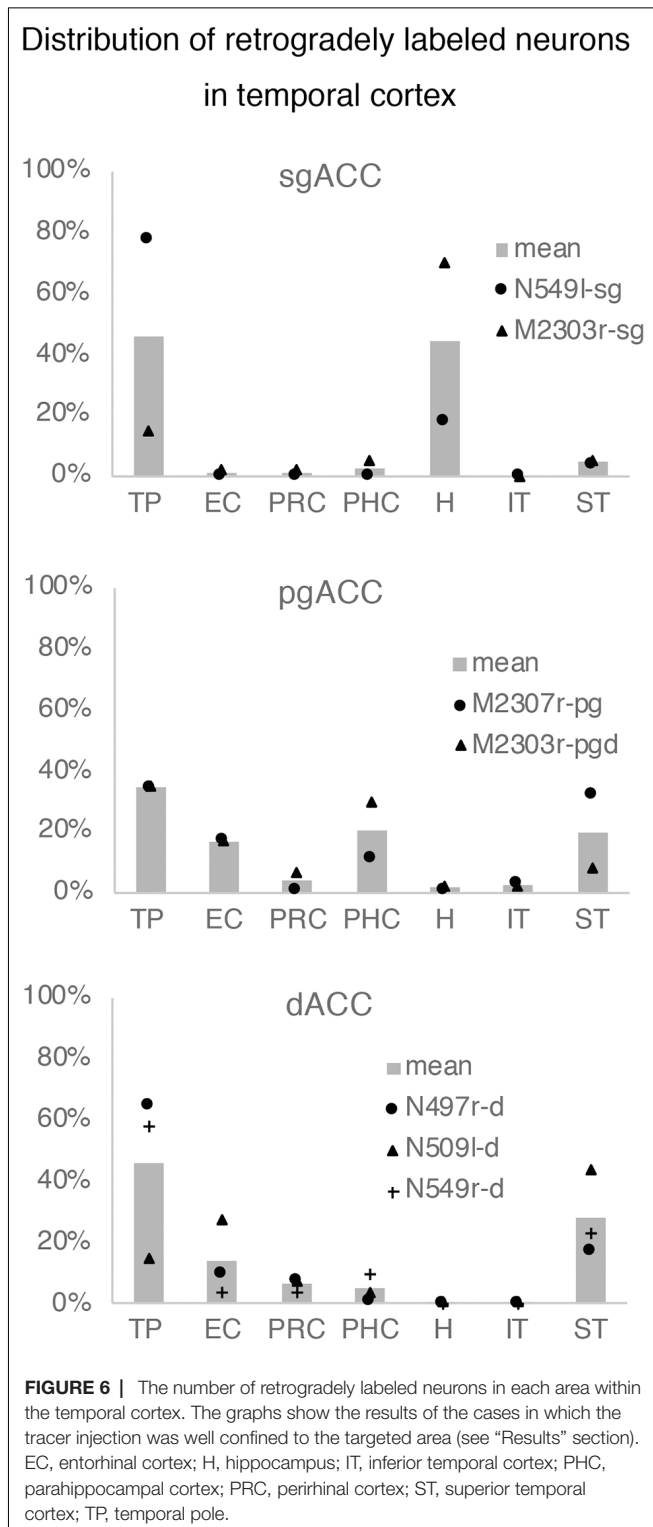 Distribution of retrogradely labeled neurons
in temporal cortex
sgACC
100%
80%
60%
40%
20%
0%
mean
N549l-sg
M2303r-sg
TP EC PRC PHC H IT ST
pgACC
100%
80%
60%
40%
20%
0%
mean
M2307r-pg
M2303r-pgd
TP EC PRC PHC H IT ST
dACC
100%
80%
60%
40%
20%
0%
mean
N497r-d
N509l-d
N549r-d
TP EC PRC PHC H IT ST
FIGURE 6 | The number of retrogradely labeled neurons in each area within
the temporal cortex. The graphs show the results of the cases in which the
tracer injection was well confined to the targeted area (see “Results” section).
EC, entorhinal cortex; H, hippocampus; IT, inferior temporal cortex; PHC,
parahippocampal cortex; PRC, perirhinal cortex; ST, superior temporal
cortex; TP, temporal pole.